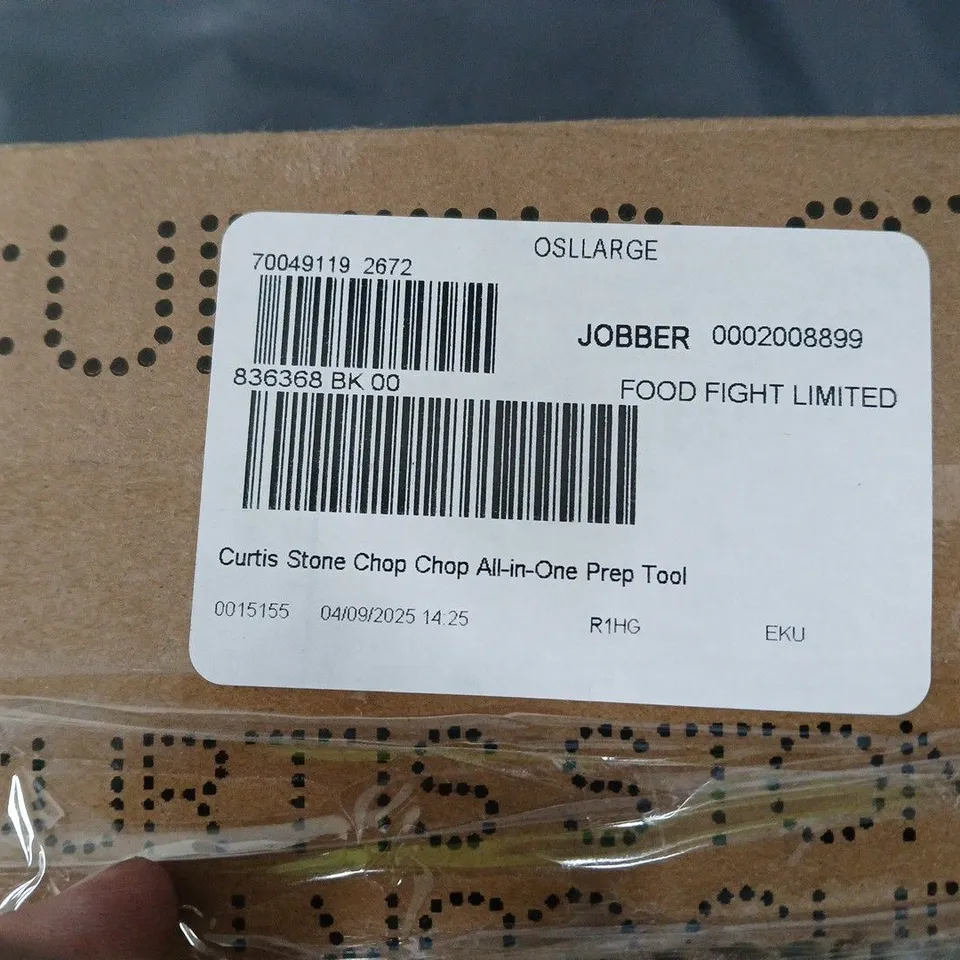 OSLLARGE
70049119 2672
JOBBER 0002008899
836368 BK 00
FOOD FIGHT LIMITED
Curtis Stone Chop Chop All-in-One Prep Tool
0015155 04/09/2025 14:25 R1HG EKU